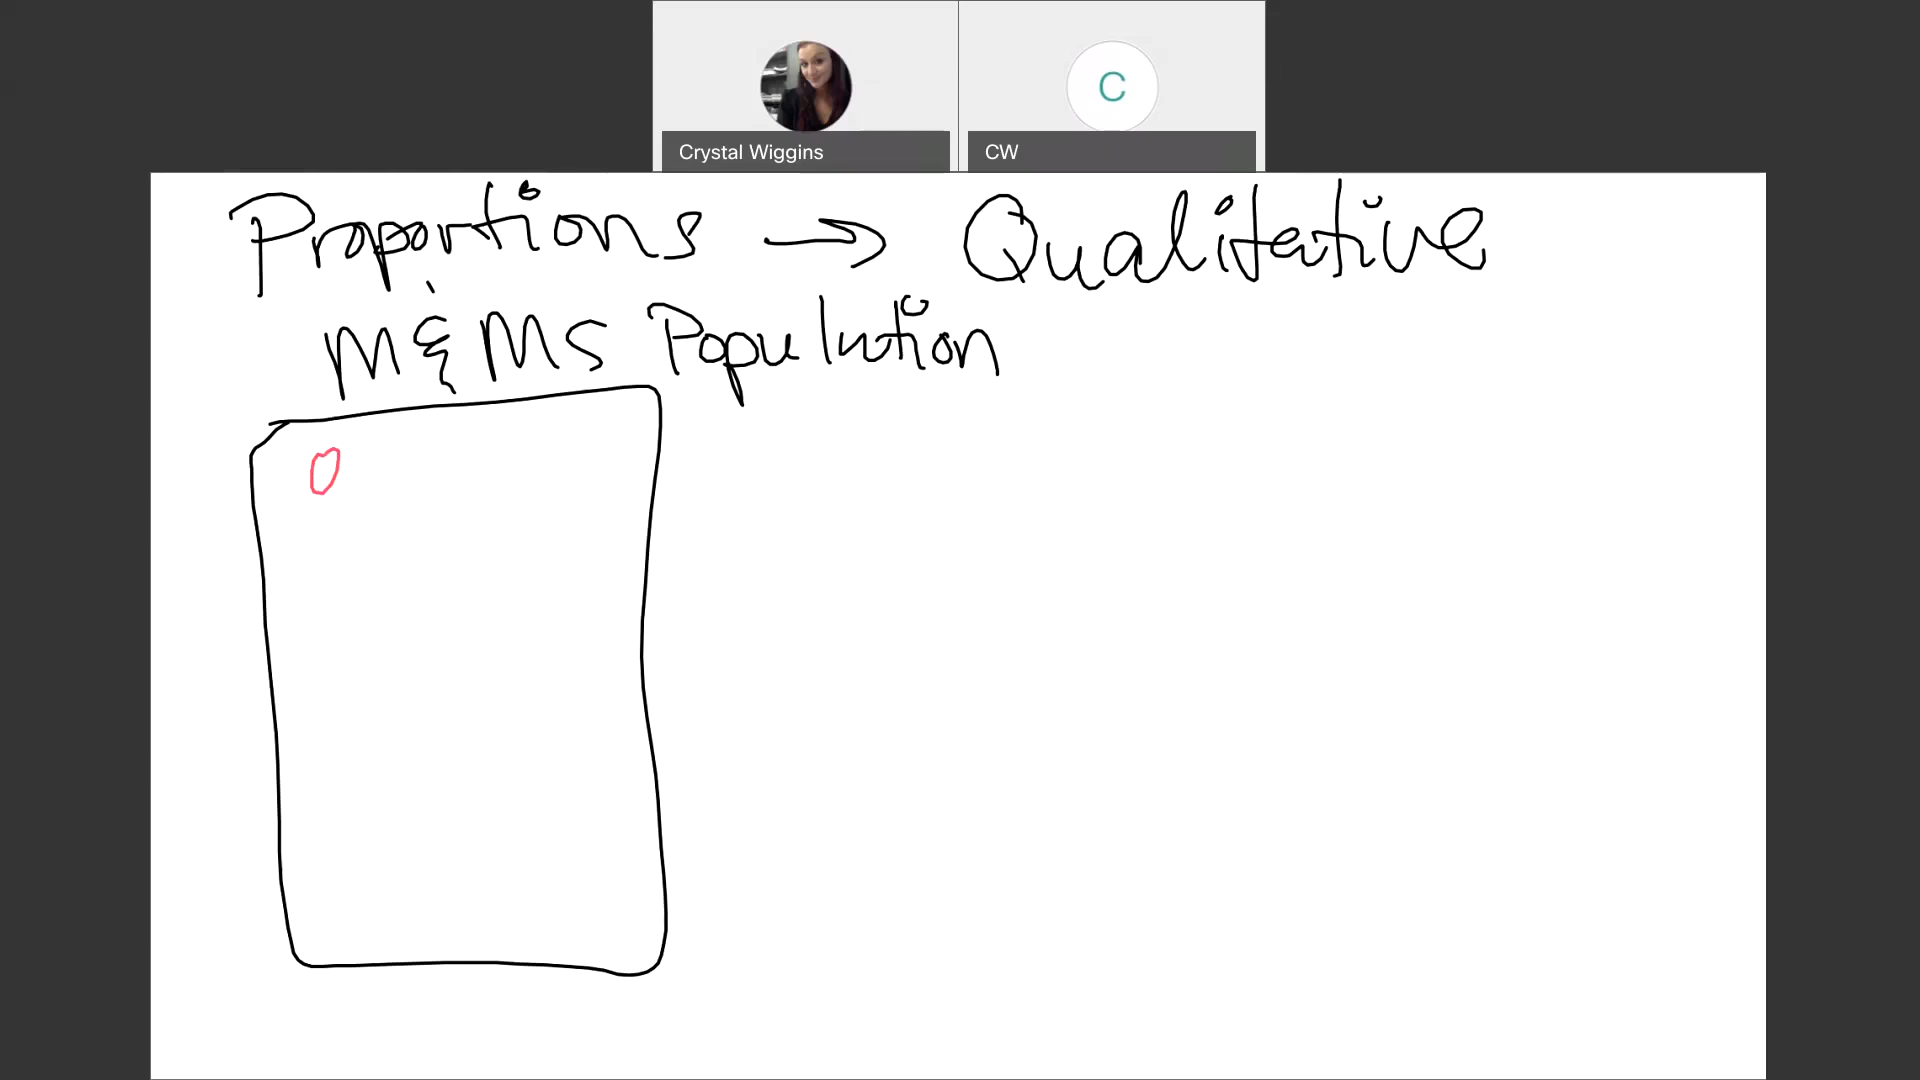 C
Crystal Wiggins
CW
Proportions → Qualitative
M&Ms Population